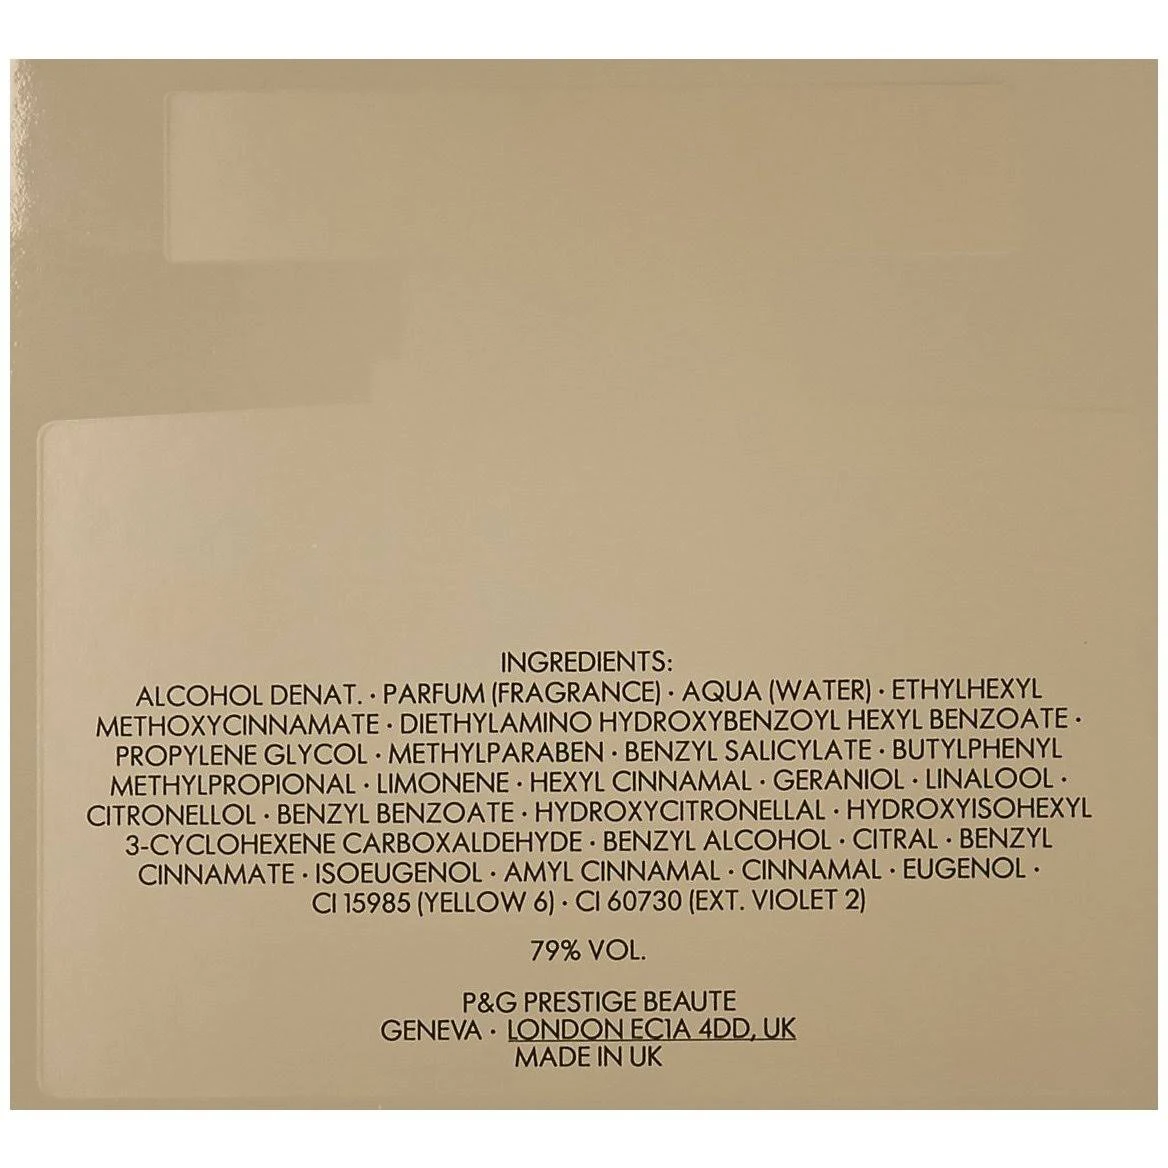 INGREDIENTS:
ALCOHOL DENAT. · PARFUM (FRAGRANCE) · AQUA (WATER) · ETHYLHEXYL
METHOXYCINNAMATE · DIETHYLAMINO HYDROXYBENZOYL HEXYL BENZOATE ·
PROPYLENE GLYCOL · METHYLPARABEN · BENZYL SALICYLATE · BUTYLPHENYL
METHYLPROPIONAL · LIMONENE · HEXYL CINNAMAL · GERANIOL · LINALOOL ·
CITRONELLOL · BENZYL BENZOATE · HYDROXYCITRONELLAL · HYDROXYISOHEXYL
3-CYCLOHEXENE CARBOXALDEHYDE · BENZYL ALCOHOL · CITRAL · BENZYL
CINNAMATE · ISOEUGENOL · AMYL CINNAMAL · CINNAMAL · EUGENOL ·
CI 15985 (YELLOW 6) · CI 60730 (EXT. VIOLET 2)
79% VOL.
P&G PRESTIGE BEAUTE
GENEVA · LONDON EC1A 4DD, UK
MADE IN UK